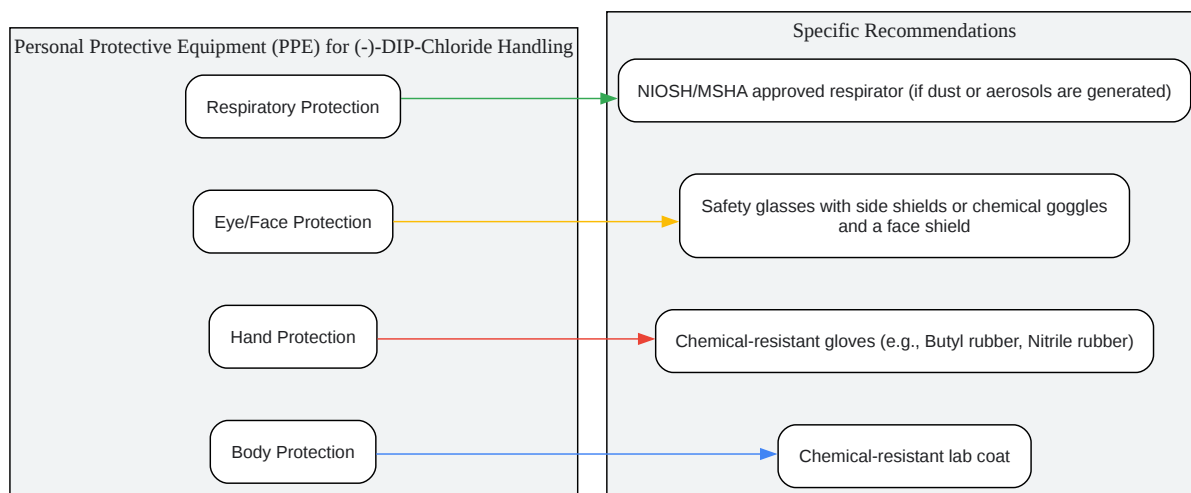 Personal Protective Equipment (PPE) for (-)-DIP-Chloride Handling
Respiratory Protection
Eye/Face Protection
Hand Protection
Body Protection
Specific Recommendations
NIOSH/MSHA approved respirator (if dust or aerosols are generated)
Safety glasses with side shields or chemical goggles
and a face shield
Chemical-resistant gloves (e.g., Butyl rubber, Nitrile rubber)
Chemical-resistant lab coat